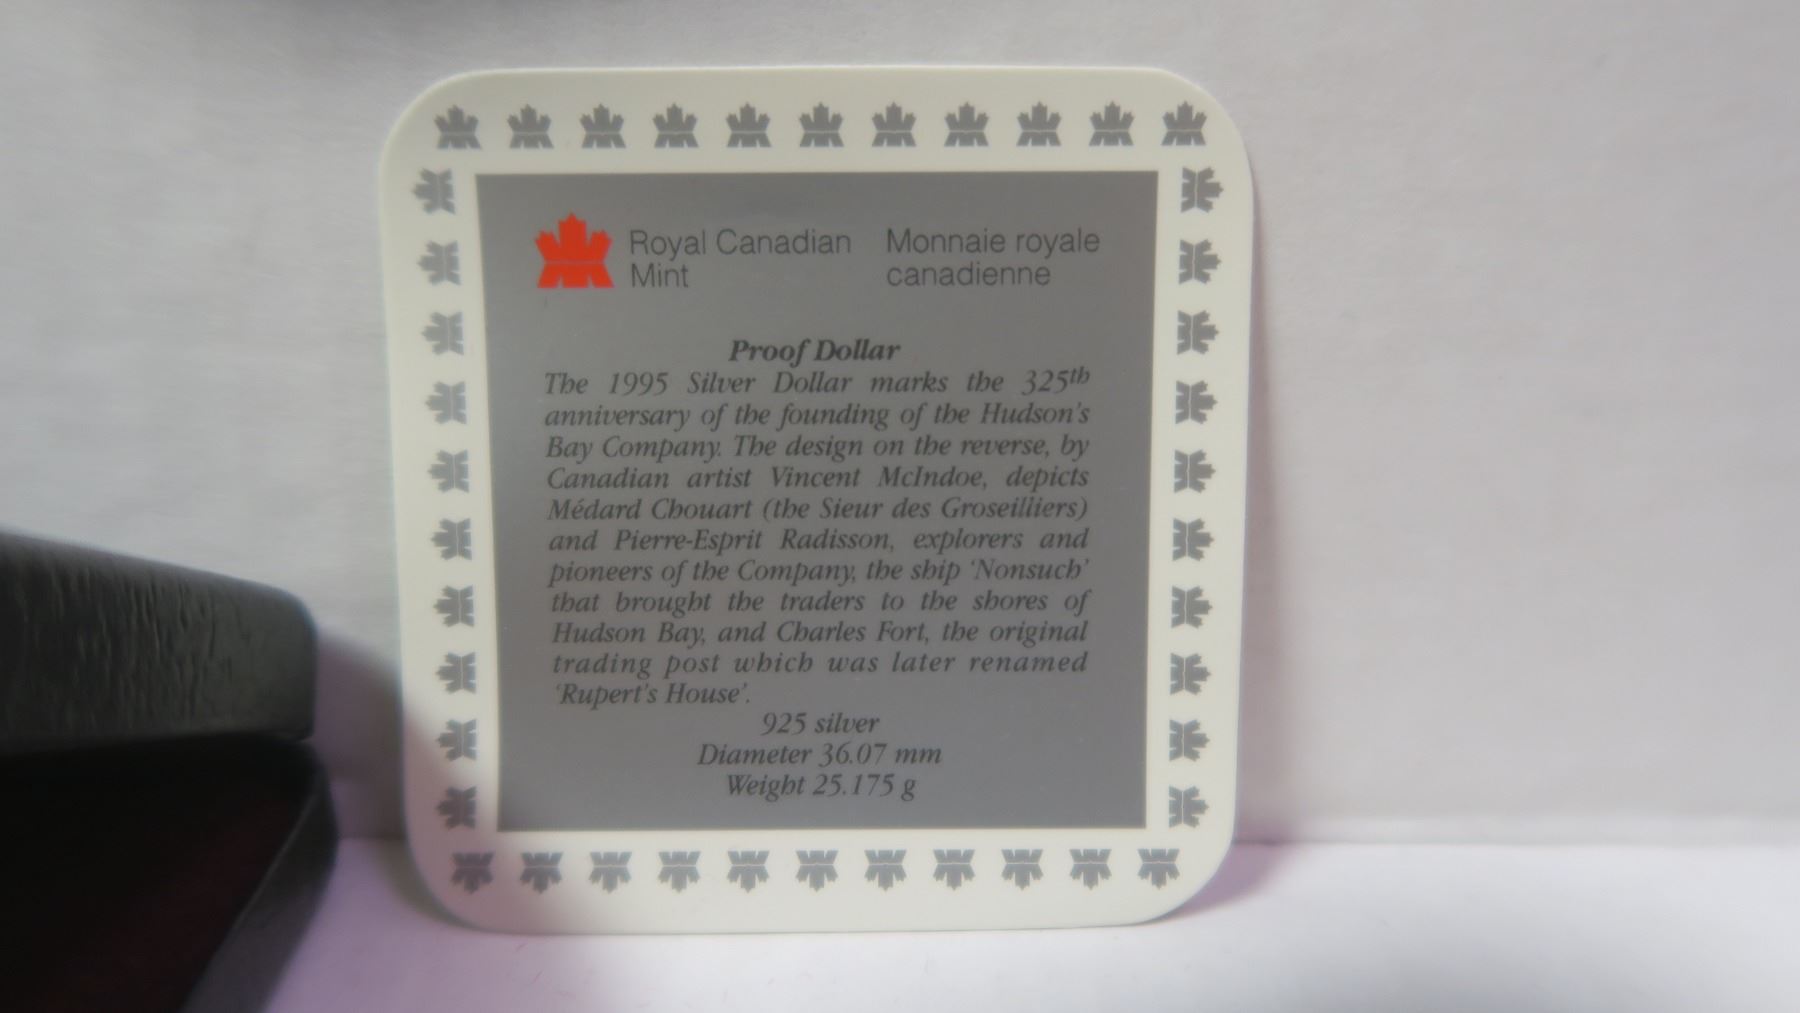 Royal Canadian Mint
Monnaie royale canadienne
Proof Dollar
The 1995 Silver Dollar marks the 325th
anniversary of the founding of the Hudson's
Bay Company. The design on the reverse, by
Canadian artist Vincent McIndoe, depicts
Médard Chouart (the Sieur des Groseilliers)
and Pierre-Esprit Radisson, explorers and
pioneers of the Company, the ship 'Nonsuch'
that brought the traders to the shores of
Hudson Bay, and Charles Fort, the original
trading post which was later renamed
'Rupert's House'.
925 silver
Diameter 36.07 mm
Weight 25.175 g